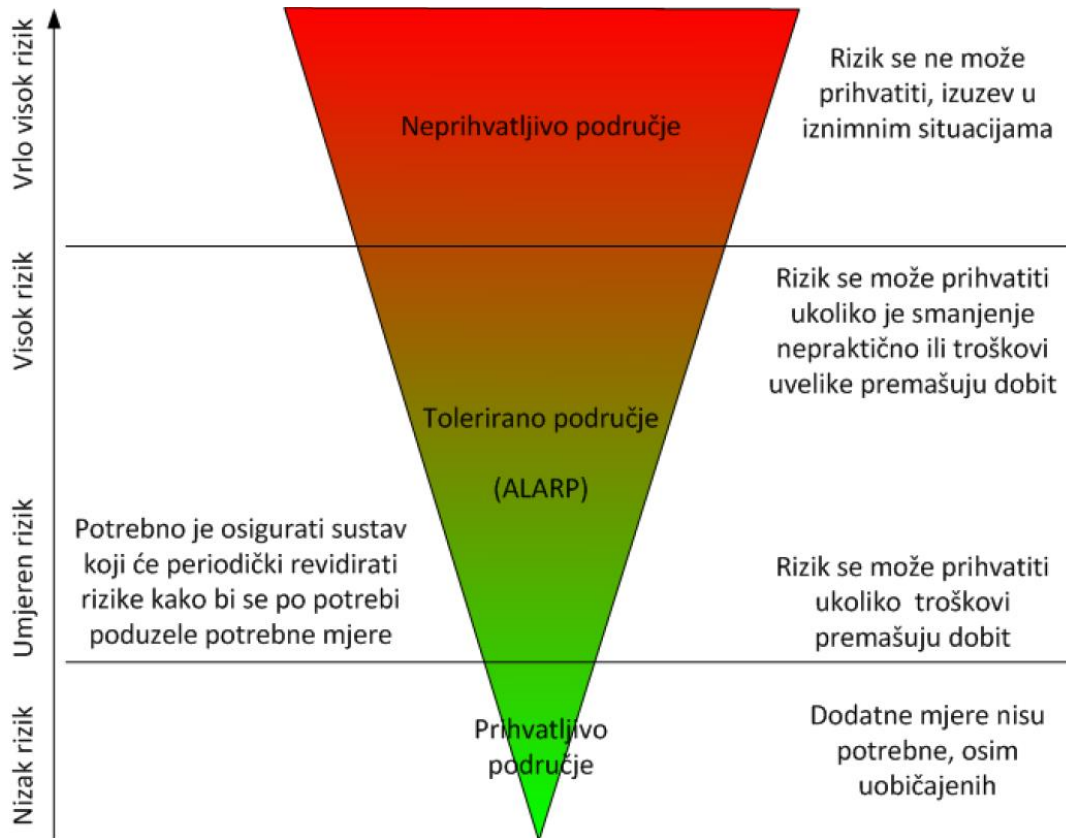 Vrlo visok rizik
Neprihvatljivo područje
Rizik se ne može
prihvatiti, izuzev u
iznimnim situacijama
Visok rizik
Rizik se može prihvatiti
ukoliko je smanjenje
nepraktično ili troškovi
uvelike premašuju dobit
Tolerirano područje
(ALARP)
Umjeren rizik
Potrebno je osigurati sustav
koji će periodički revidirati
rizike kako bi se po potrebi
poduzele potrebne mjere
Rizik se može prihvatiti
ukoliko troškovi
premašuju dobit
Nizak rizik
Prihvatljivo
područje
Dodatne mjere nisu
potrebne, osim
uobičajenih